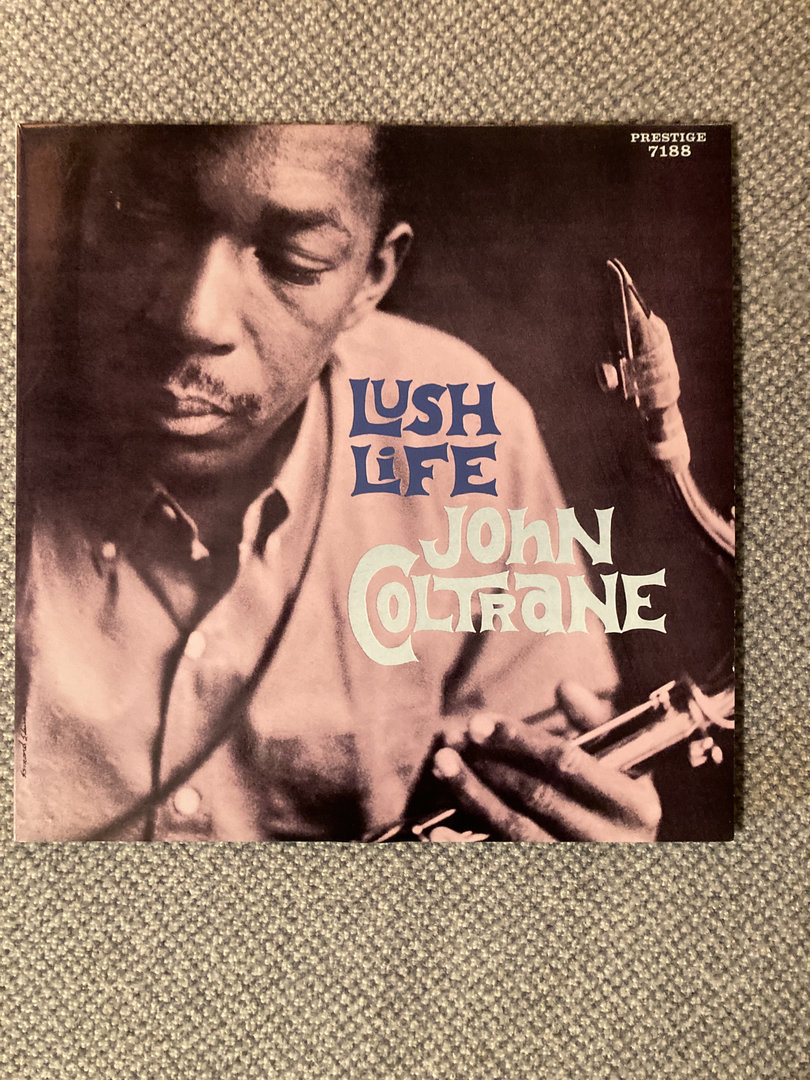 PRESTIGE
7188
LUSH
LiFE
JOhN
COLTRaNE